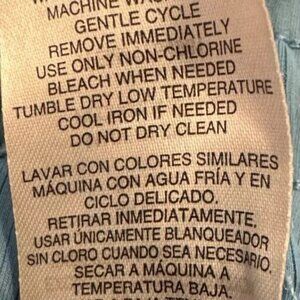 MACHINE WAS
GENTLE CYCLE
REMOVE IMMEDIATELY
USE ONLY NON-CHLORINE
BLEACH WHEN NEEDED
TUMBLE DRY LOW TEMPERATURE
COOL IRON IF NEEDED
DO NOT DRY CLEAN
LAVAR CON COLORES SIMILARES
MÁQUINA CON AGUA FRÍA Y EN
CICLO DELICADO.
RETIRAR INMEDIATAMENTE.
USAR ÚNICAMENTE BLANQUEADOR
SIN CLORO CUANDO SEA NECESARIO.
SECAR A MÁQUINA A
TEMPERATURA BAJA.